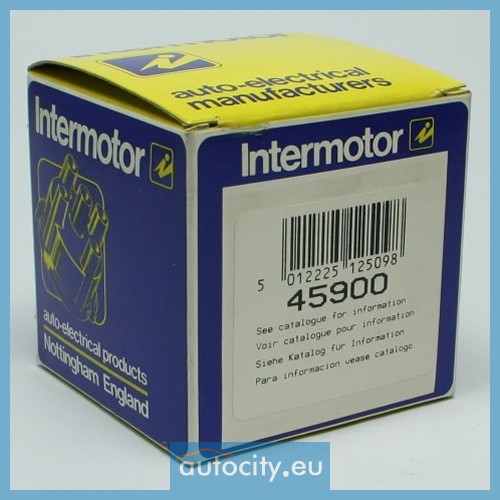 Intermotor
auto-electrical
manufacturers
Intermotor
auto-electrical products
Nottingham England
Intermotor
5 012225 125098
45900
See catalogue for information
Voir catalogue pour information
Siehe Katalog für Information
Para informacion vease catalogo
autocity.eu